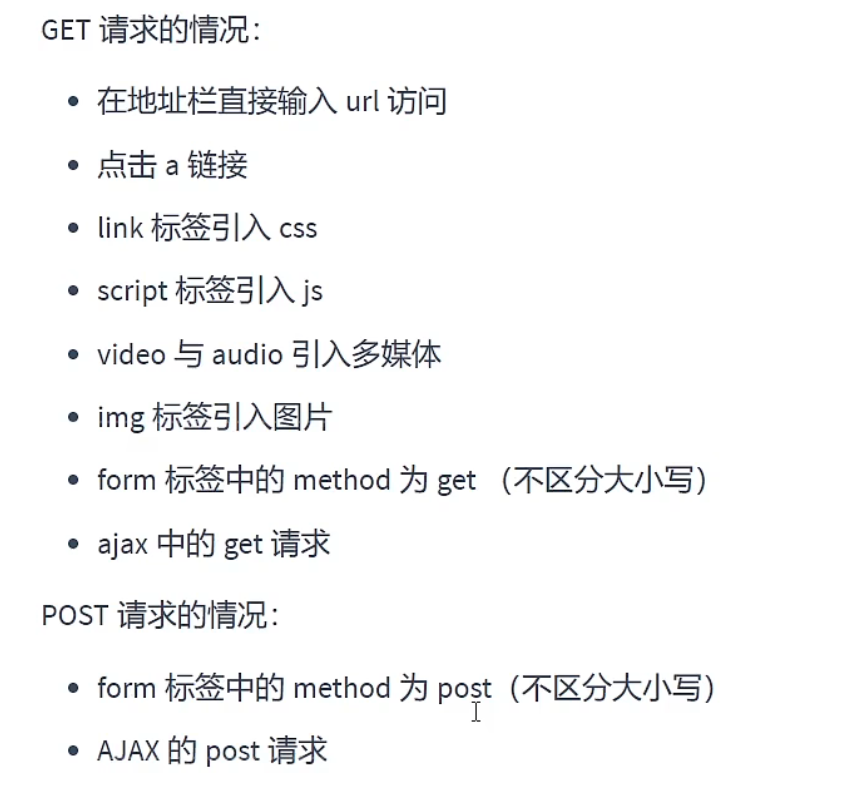 GET 请求的情况：
在地址栏直接输入 url 访问
点击 a 链接
link 标签引入 css
script 标签引入 js
video 与 audio 引入多媒体
img 标签引入图片
form 标签中的 method 为 get （不区分大小写）
ajax 中的 get 请求
POST 请求的情况：
form 标签中的 method 为 post（不区分大小写）
AJAX 的 post 请求